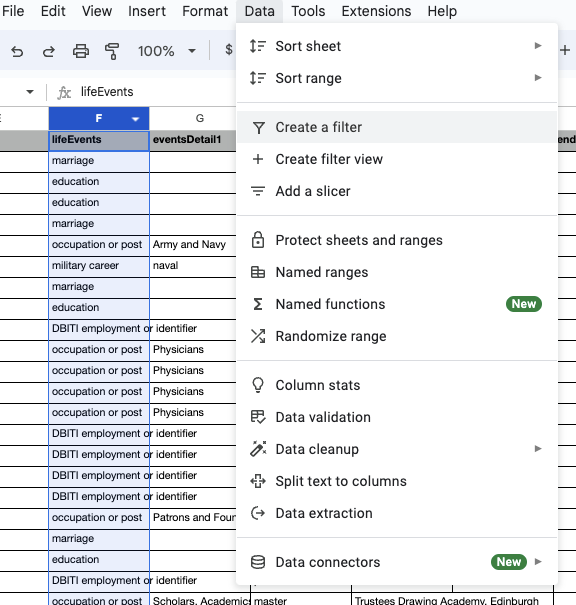 File Edit View Insert Format Data Tools Extensions Help
100% $ +
fx lifeEvents
F G
lifeEvents eventsDetail1
marriage
education
education
marriage
occupation or post Army and Navy
military career naval
marriage
education
DBITI employment or identifier
occupation or post Physicians
occupation or post Physicians
occupation or post Physicians
occupation or post Physicians
DBITI employment or identifier
DBITI employment or identifier
DBITI employment or identifier
DBITI employment or identifier
occupation or post Patrons and Foun
marriage
education
DBITI employment or identifier
occupation or post Scholars, Academics master Trustees Drawing Academy, Edinburgh
Sort sheet
Sort range
Create a filter
Create filter view
Add a slicer
Protect sheets and ranges
Named ranges
Named functions New
Randomize range
Column stats
Data validation
Data cleanup
Split text to columns
Data extraction
Data connectors New
end